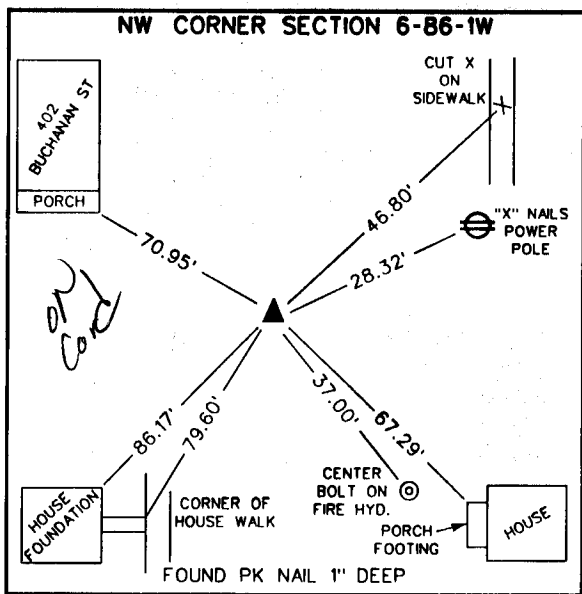 NW CORNER SECTION 6-86-1W
402
BUCHANAN ST
PORCH
CUT X
ON
SIDEWALK
46.80'
"X" NAILS
POWER
POLE
28.32'
70.95'
on
Card
86.17'
79.60'
37.00'
67.29'
HOUSE
FOUNDATION
CORNER OF
HOUSE WALK
CENTER
BOLT ON
FIRE HYD.
PORCH
FOOTING
HOUSE
FOUND PK NAIL 1" DEEP